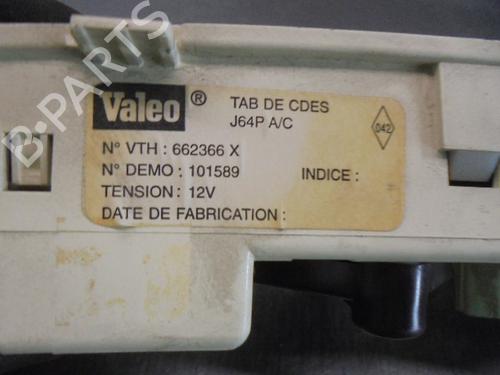 Valeo ®
TAB DE CDES
J64P A/C
042
N° VTH : 662366 X
N° DEMO : 101589
INDICE :
TENSION : 12V
DATE DE FABRICATION :
B-PARTS